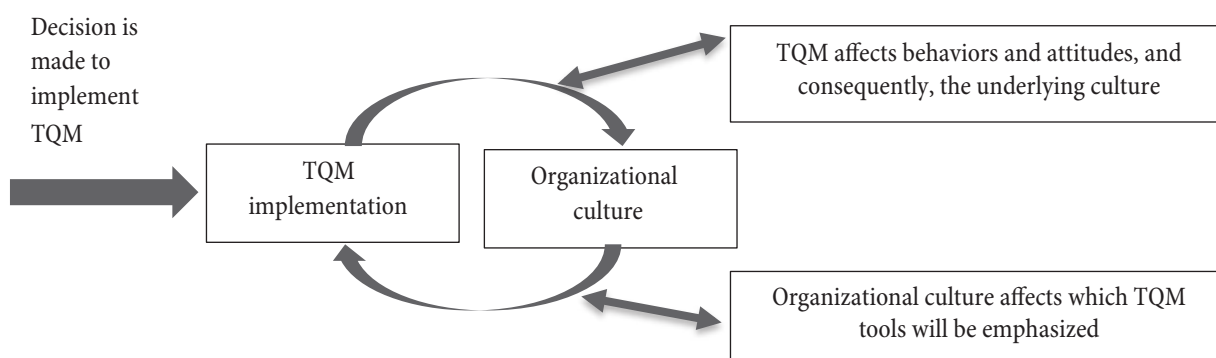 Decision is
made to
implement
TQM
TQM
implementation
Organizational
culture
TQM affects behaviors and attitudes, and
consequently, the underlying culture
Organizational culture affects which TQM
tools will be emphasized